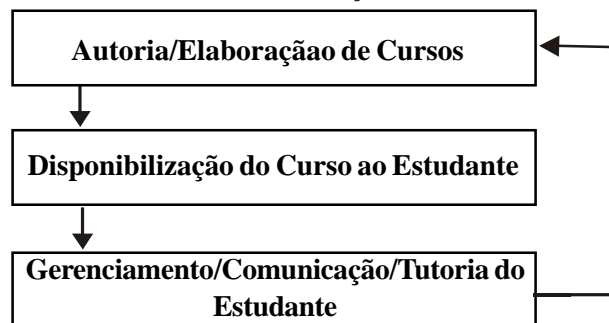 Autoria/Elaboraçãao de Cursos
Disponibilização do Curso ao Estudante
Gerenciamento/Comunicação/Tutoria do
Estudante